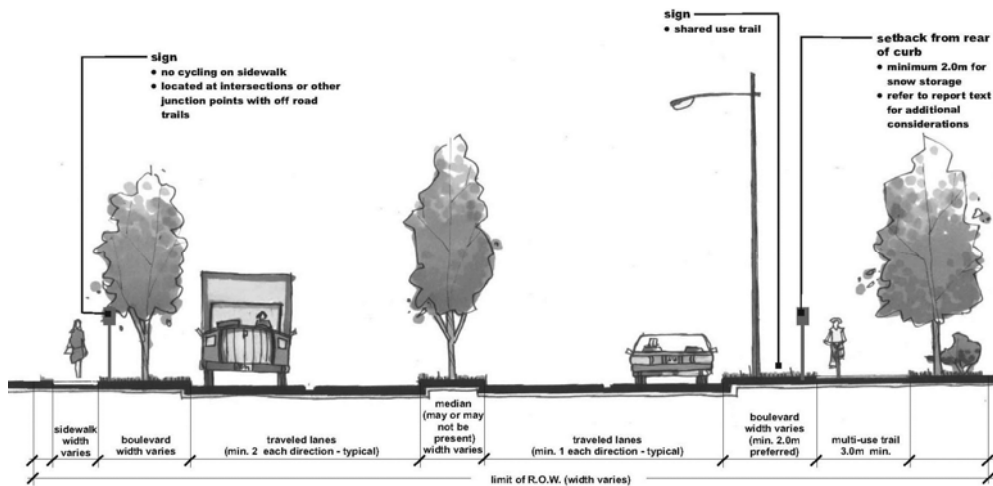 sign
• no cycling on sidewalk
• located at intersections or other
junction points with off road
trails
sign
• shared use trail
setback from rear
of curb
• minimum 2.0m for
snow storage
• refer to report text
for additional
considerations
sidewalk
width
varies
boulevard
width varies
traveled lanes
(min. 2 each direction - typical)
median
(may or may
not be
present)
width varies
traveled lanes
(min. 1 each direction - typical)
boulevard
width varies
(min. 2.0m
preferred)
multi-use trail
3.0m min.
limit of R.O.W. (width varies)